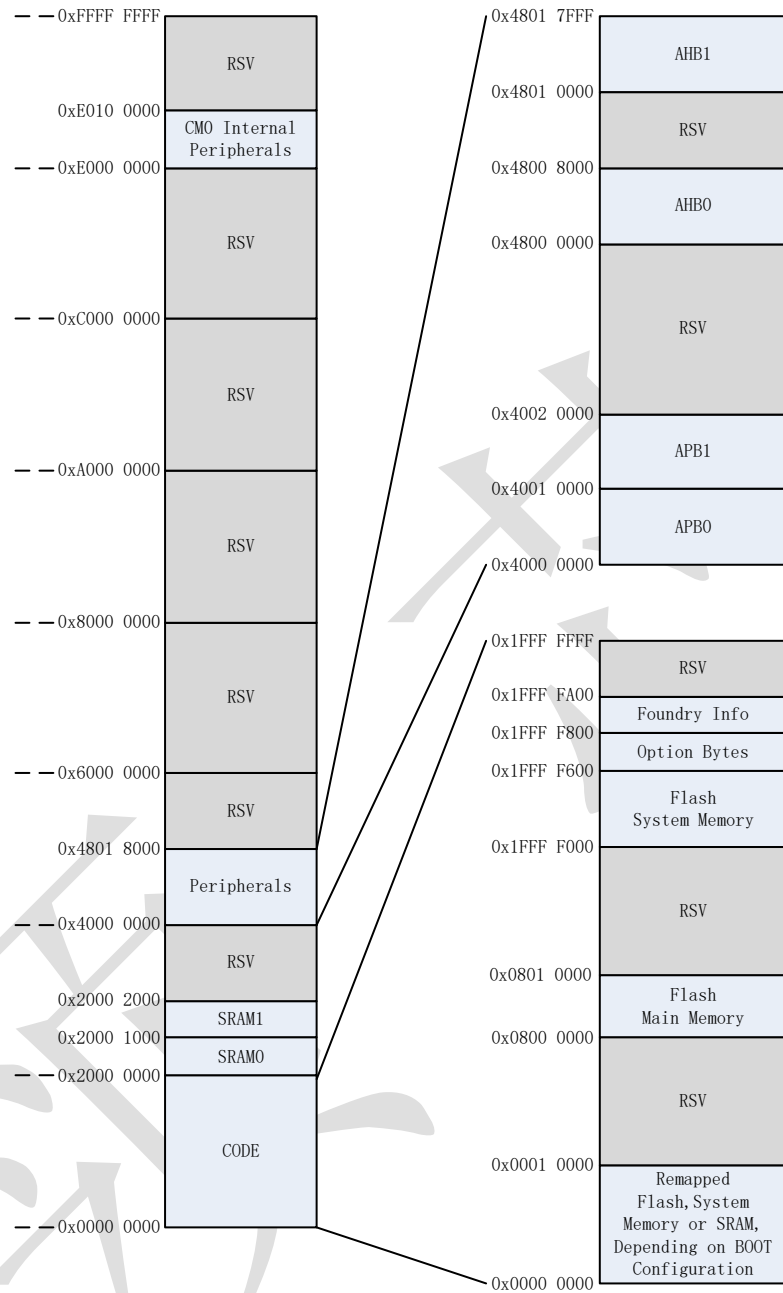 0xFFFF FFFF
RSV
0xE010 0000
CM0 Internal
Peripherals
0xE000 0000
RSV
0xC000 0000
RSV
0xA000 0000
RSV
0x8000 0000
RSV
0x6000 0000
RSV
0x4801 8000
Peripherals
0x4000 0000
RSV
0x2000 2000
SRAM1
0x2000 1000
SRAM0
0x2000 0000
CODE
0x0000 0000
0x4801 7FFF
AHB1
0x4801 0000
RSV
0x4800 8000
AHB0
0x4800 0000
RSV
0x4002 0000
APB1
0x4001 0000
APB0
0x4000 0000
0x1FFF FFFF
RSV
0x1FFF FA00
Foundry Info
0x1FFF F800
Option Bytes
0x1FFF F600
Flash
System Memory
0x1FFF F000
RSV
0x0801 0000
Flash
Main Memory
0x0800 0000
RSV
0x0001 0000
Remapped
Flash,System
Memory or SRAM,
Depending on BOOT
Configuration
0x0000 0000